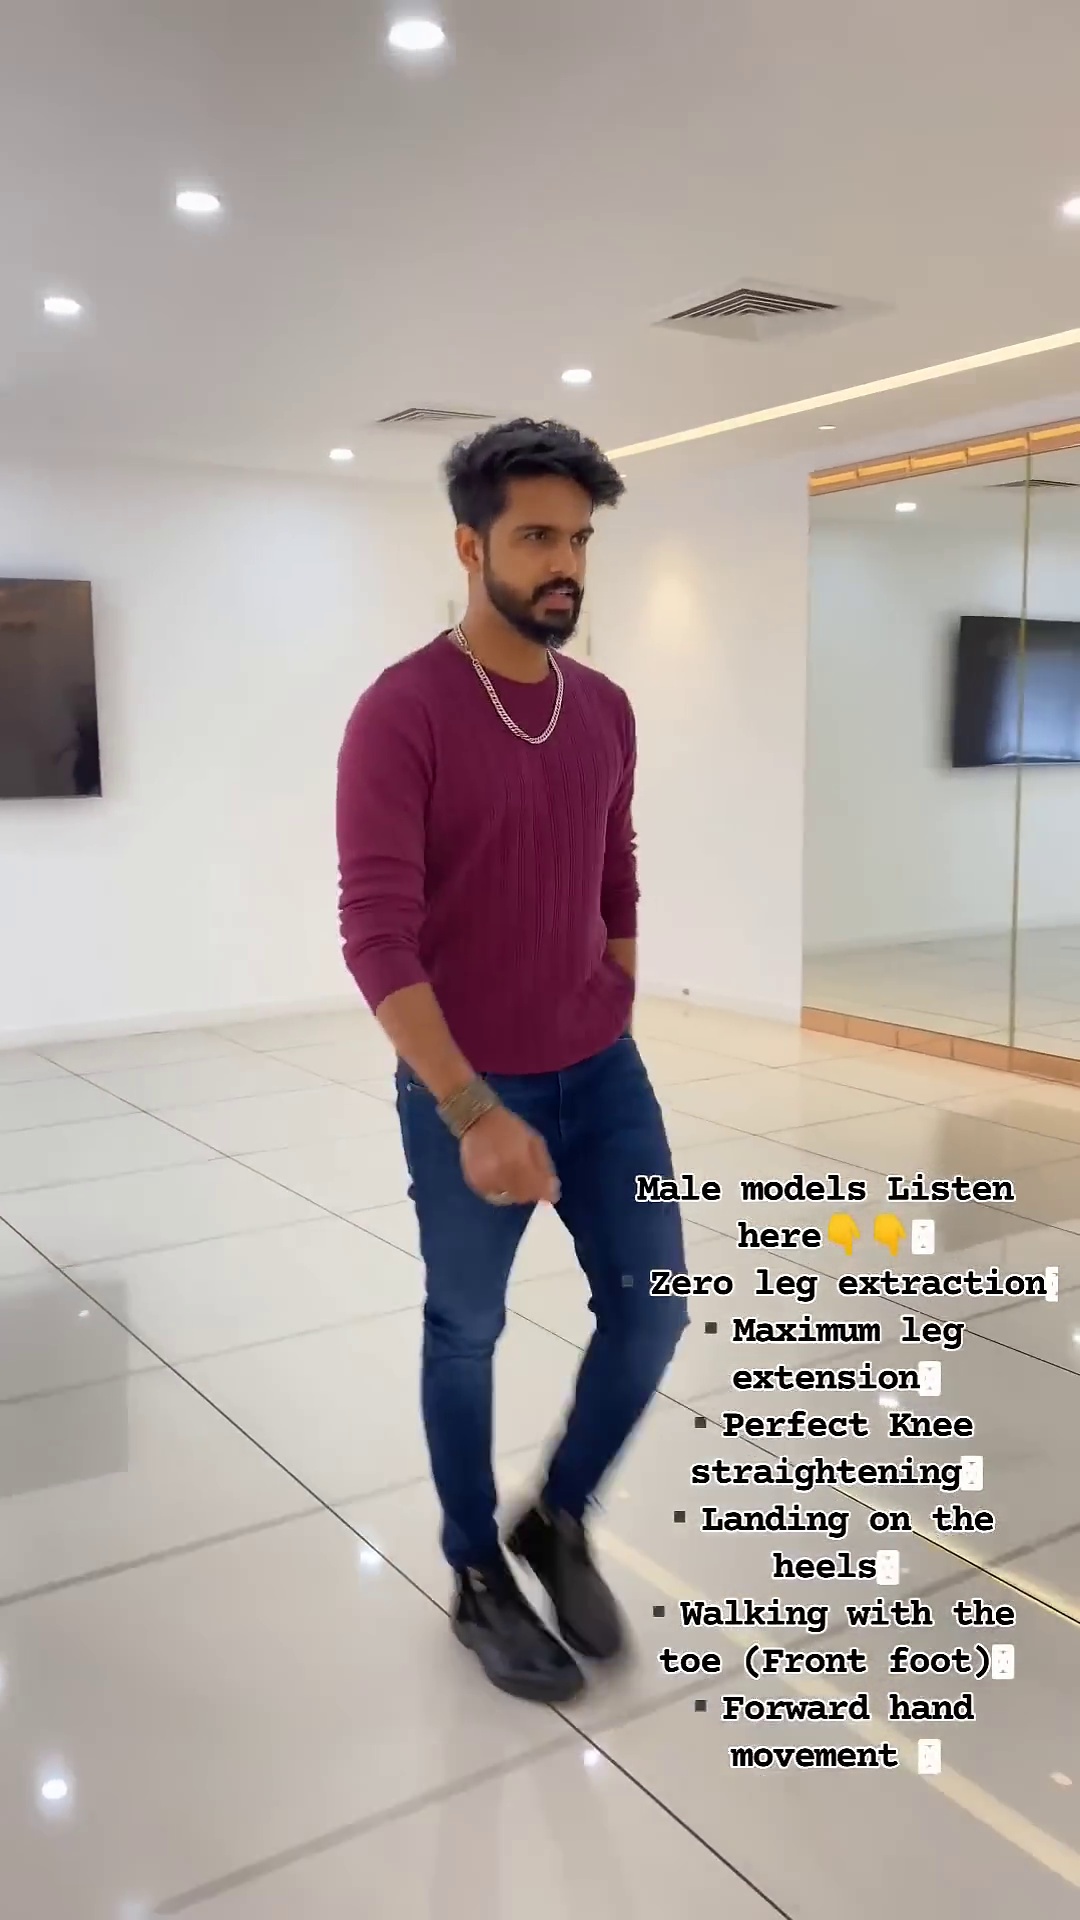 Male models Listen
here👇👇
▪ Zero leg extraction
▪ Maximum leg
extension
▪ Perfect Knee
straightening
▪ Landing on the
heels
▪ Walking with the
toe (Front foot)
▪ Forward hand
movement